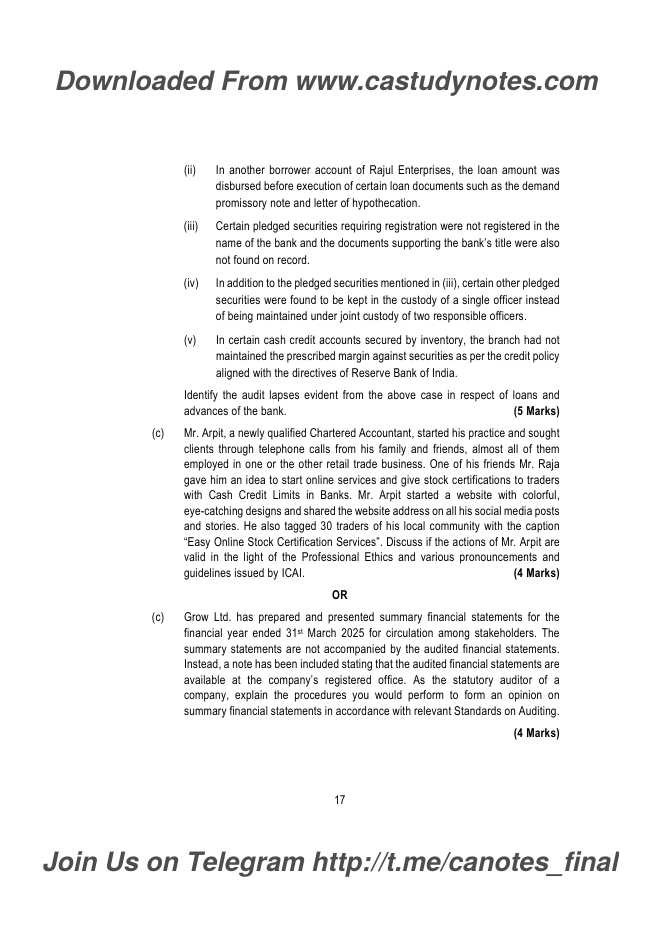 Downloaded From www.castudynotes.com
(ii) In another borrower account of Rajul Enterprises, the loan amount was
disbursed before execution of certain loan documents such as the demand
promissory note and letter of hypothecation.
(iii) Certain pledged securities requiring registration were not registered in the
name of the bank and the documents supporting the bank's title were also
not found on record.
(iv) In addition to the pledged securities mentioned in (iii), certain other pledged
securities were found to be kept in the custody of a single officer instead
of being maintained under joint custody of two responsible officers.
(v) In certain cash credit accounts secured by inventory, the branch had not
maintained the prescribed margin against securities as per the credit policy
aligned with the directives of Reserve Bank of India.
Identify the audit lapses evident from the above case in respect of loans and
advances of the bank. (5 Marks)
(c) Mr. Arpit, a newly qualified Chartered Accountant, started his practice and sought
clients through telephone calls from his family and friends, almost all of them
employed in one or the other retail trade business. One of his friends Mr. Raja
gave him an idea to start online services and give stock certifications to traders
with Cash Credit Limits in Banks. Mr. Arpit started a website with colorful,
eye-catching designs and shared the website address on all his social media posts
and stories. He also tagged 30 traders of his local community with the caption
“Easy Online Stock Certification Services”. Discuss if the actions of Mr. Arpit are
valid in the light of the Professional Ethics and various pronouncements and
guidelines issued by ICAI. (4 Marks)
OR
(c) Grow Ltd. has prepared and presented summary financial statements for the
financial year ended 31st March 2025 for circulation among stakeholders. The
summary statements are not accompanied by the audited financial statements.
Instead, a note has been included stating that the audited financial statements are
available at the company's registered office. As the statutory auditor of a
company, explain the procedures you would perform to form an opinion on
summary financial statements in accordance with relevant Standards on Auditing.
(4 Marks)
17
Join Us on Telegram http://t.me/canotes_final